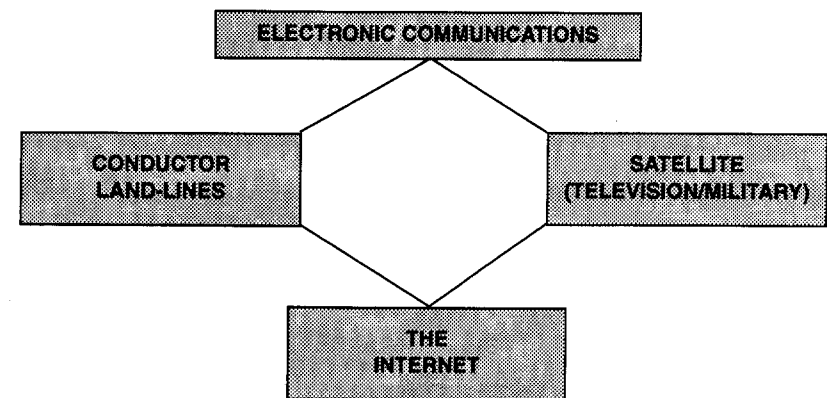 ELECTRONIC COMMUNICATIONS
CONDUCTOR
LAND-LINES
SATELLITE
(TELEVISION/MILITARY)
THE
INTERNET